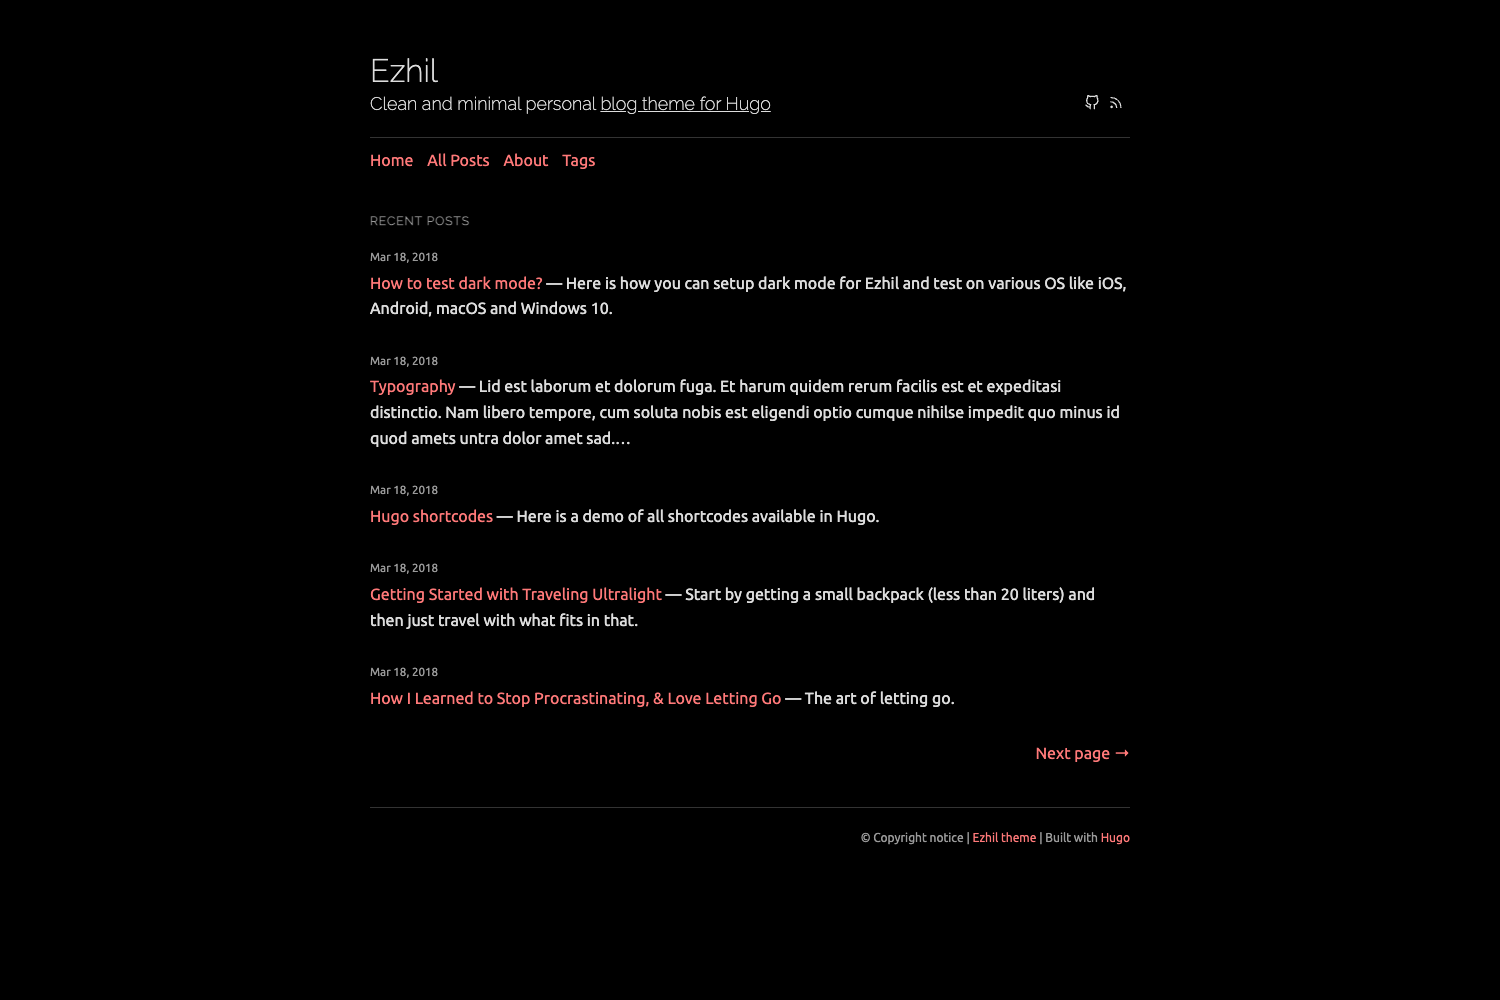 Ezhil
Clean and minimal personal blog theme for Hugo
Home All Posts About Tags
RECENT POSTS
Mar 18, 2018
How to test dark mode? — Here is how you can setup dark mode for Ezhil and test on various OS like iOS,
Android, macOS and Windows 10.
Mar 18, 2018
Typography — Lid est laborum et dolorum fuga. Et harum quidem rerum facilis est et expeditasi
distinctio. Nam libero tempore, cum soluta nobis est eligendi optio cumque nihilse impedit quo minus id
quod amets untra dolor amet sad.…
Mar 18, 2018
Hugo shortcodes — Here is a demo of all shortcodes available in Hugo.
Mar 18, 2018
Getting Started with Traveling Ultralight — Start by getting a small backpack (less than 20 liters) and
then just travel with what fits in that.
Mar 18, 2018
How I Learned to Stop Procrastinating, & Love Letting Go — The art of letting go.
Next page →
© Copyright notice | Ezhil theme | Built with Hugo